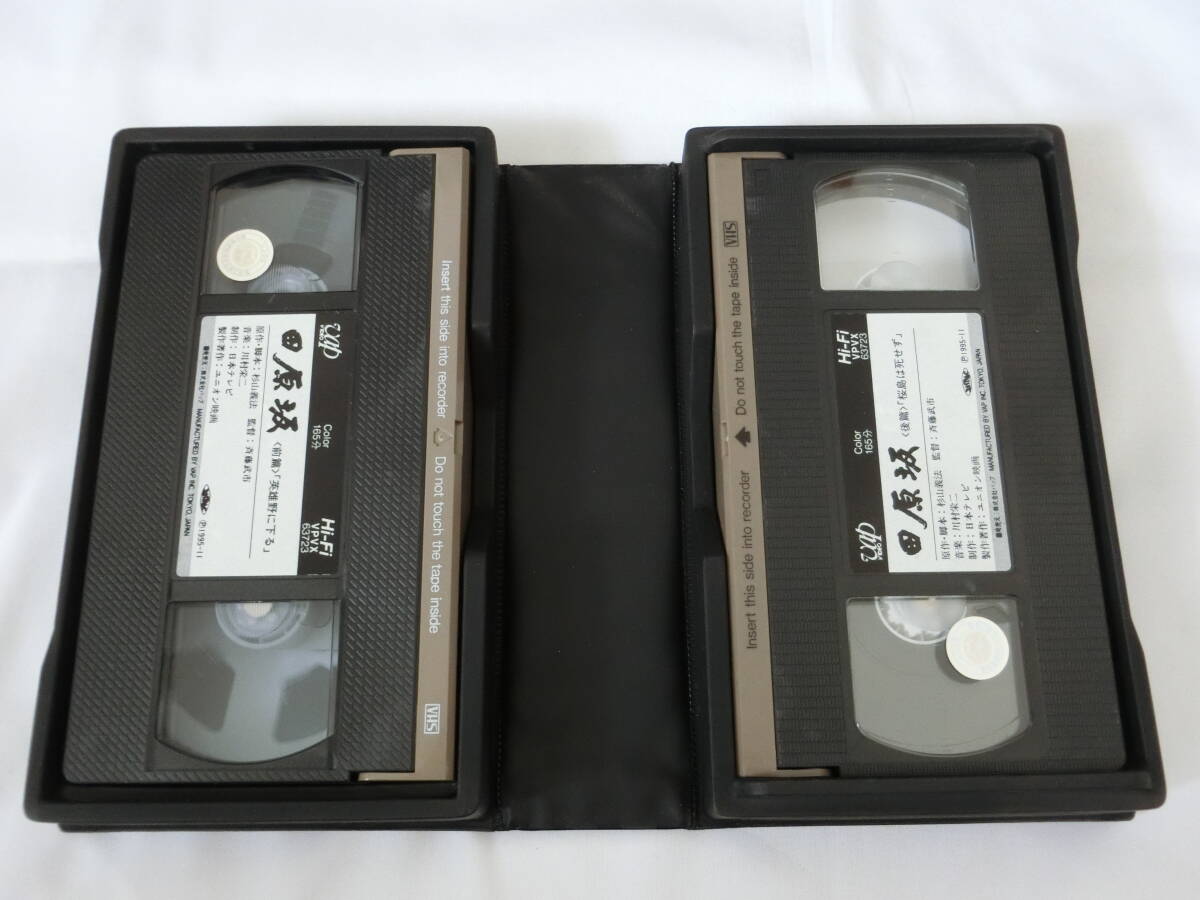 Insert this side into recorder Do not touch the tape inside
VHS
vap
VIDEO
田原坂
〈前篇〉「英雄野に下る」
Color
165分
Hi-Fi
VPVX
63723
原作・脚本:杉山義法 監督:斉藤武市
音楽:川村栄二
制作:日本テレビ
製作著作:ユニオン映画
MANUFACTURED BY VAP INC. TOKYO, JAPAN
Ⓟ1995-11
Insert this side into recorder Do not touch the tape inside
VHS
vap
VIDEO
田原坂
〈後篇〉「桜島は死せず」
Color
165分
Hi-Fi
VPVX
63723
原作・脚本:杉山義法 監督:斉藤武市
音楽:川村栄二
制作:日本テレビ
製作著作:ユニオン映画
MANUFACTURED BY VAP INC. TOKYO, JAPAN
Ⓟ1995-11